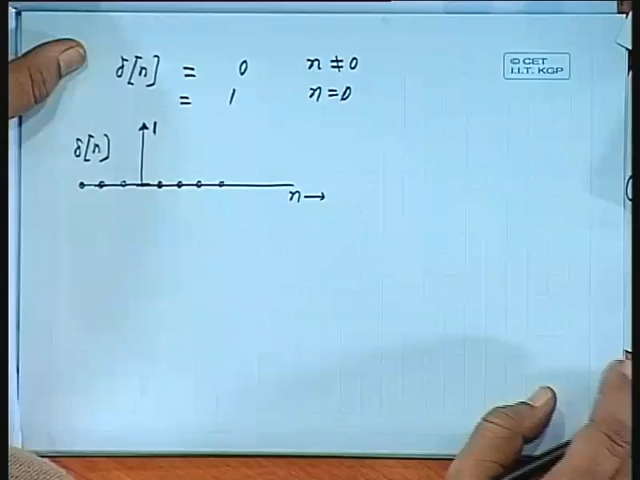 δ[n] = 0 n ≠ 0
= 1 n = 0
© CET
I.I.T. KGP
1
δ[n]
n →